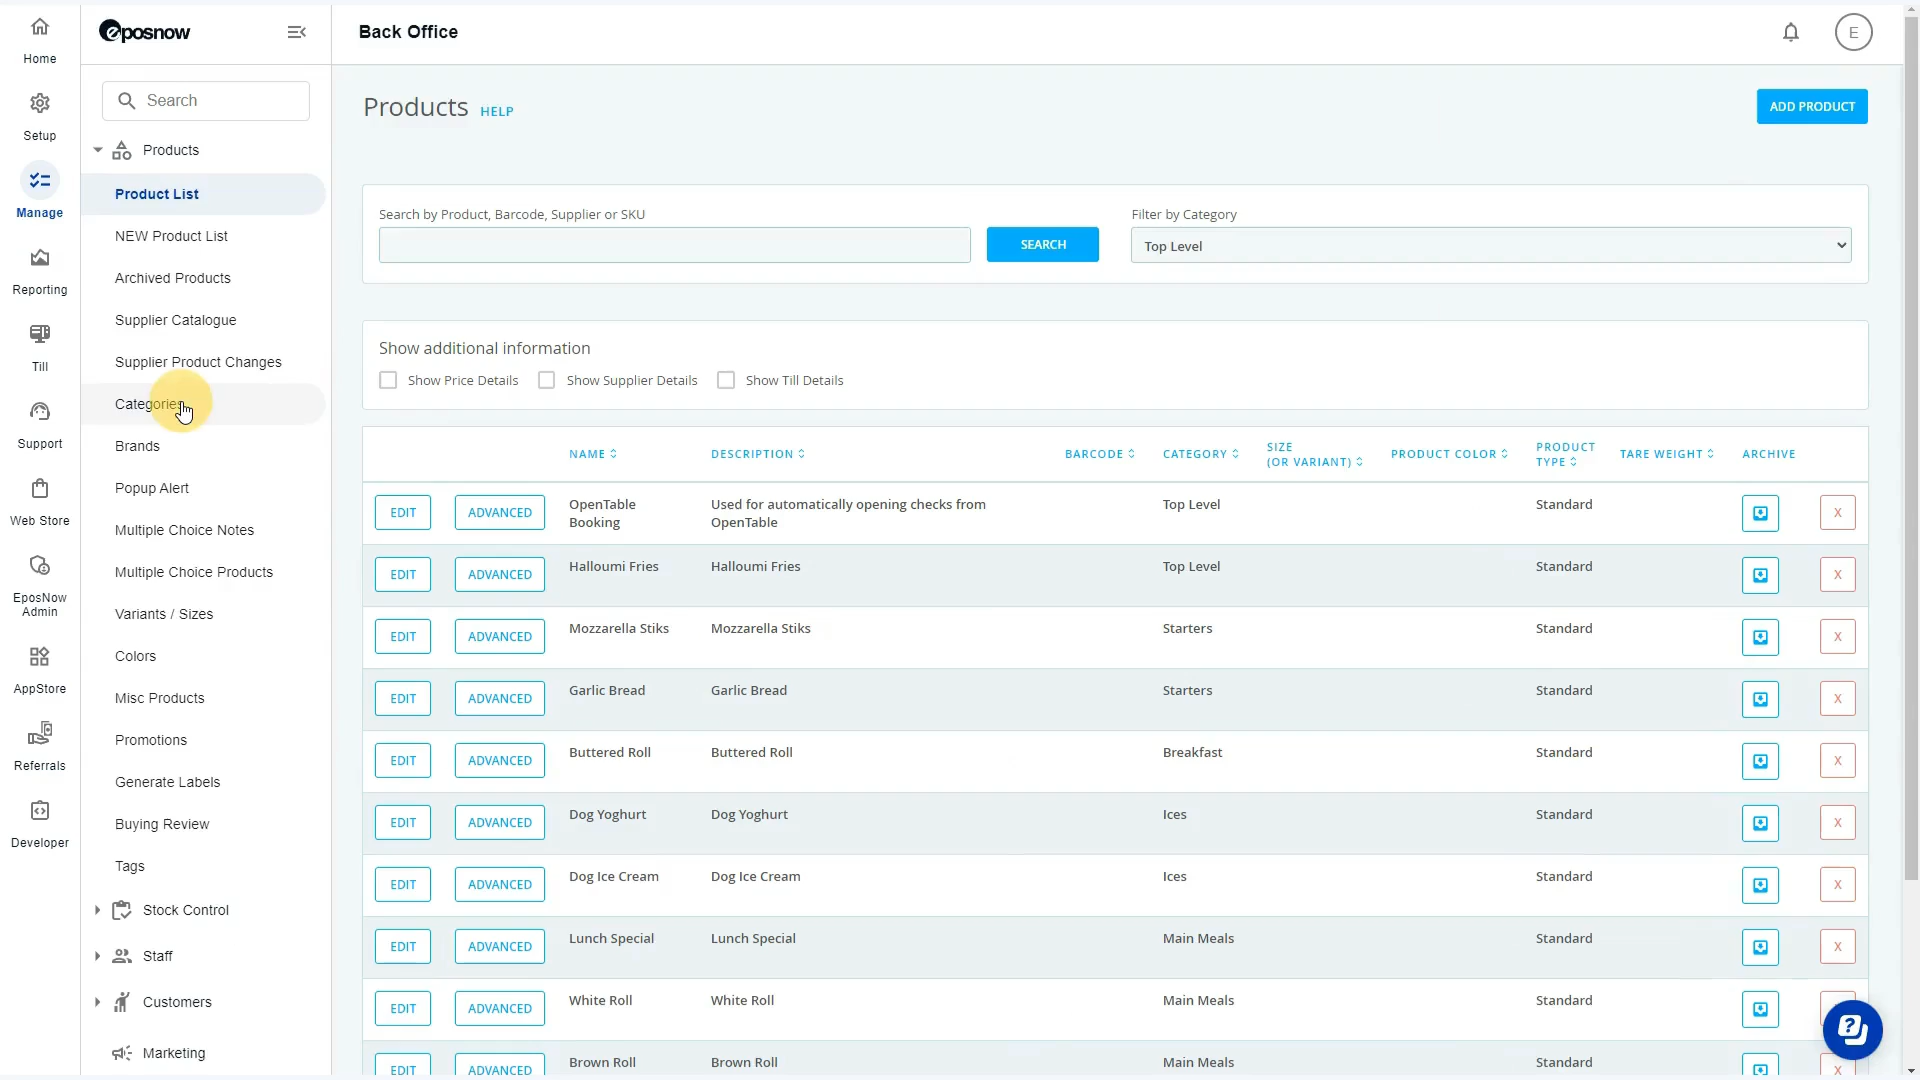 Home
Setup
Manage
Reporting
Till
Support
Web Store
EposNow
Admin
AppStore
Referrals
Developer
eposnow
Search
Products
Product List
NEW Product List
Archived Products
Supplier Catalogue
Supplier Product Changes
Categories
Brands
Popup Alert
Multiple Choice Notes
Multiple Choice Products
Variants / Sizes
Colors
Misc Products
Promotions
Generate Labels
Buying Review
Tags
Stock Control
Staff
Customers
Marketing
Back Office
E
Products HELP
ADD PRODUCT
Search by Product, Barcode, Supplier or SKU
SEARCH
Filter by Category
Top Level
Show additional information
Show Price Details Show Supplier Details Show Till Details
NAME DESCRIPTION BARCODE CATEGORY SIZE (OR VARIANT) PRODUCT COLOR PRODUCT TYPE TARE WEIGHT ARCHIVE
EDIT ADVANCED OpenTable Booking Used for automatically opening checks from OpenTable Top Level Standard X
EDIT ADVANCED Halloumi Fries Halloumi Fries Top Level Standard X
EDIT ADVANCED Mozzarella Stiks Mozzarella Stiks Starters Standard X
EDIT ADVANCED Garlic Bread Garlic Bread Starters Standard X
EDIT ADVANCED Buttered Roll Buttered Roll Breakfast Standard X
EDIT ADVANCED Dog Yoghurt Dog Yoghurt Ices Standard X
EDIT ADVANCED Dog Ice Cream Dog Ice Cream Ices Standard X
EDIT ADVANCED Lunch Special Lunch Special Main Meals Standard X
EDIT ADVANCED White Roll White Roll Main Meals Standard
EDIT ADVANCED Brown Roll Brown Roll Main Meals Standard X